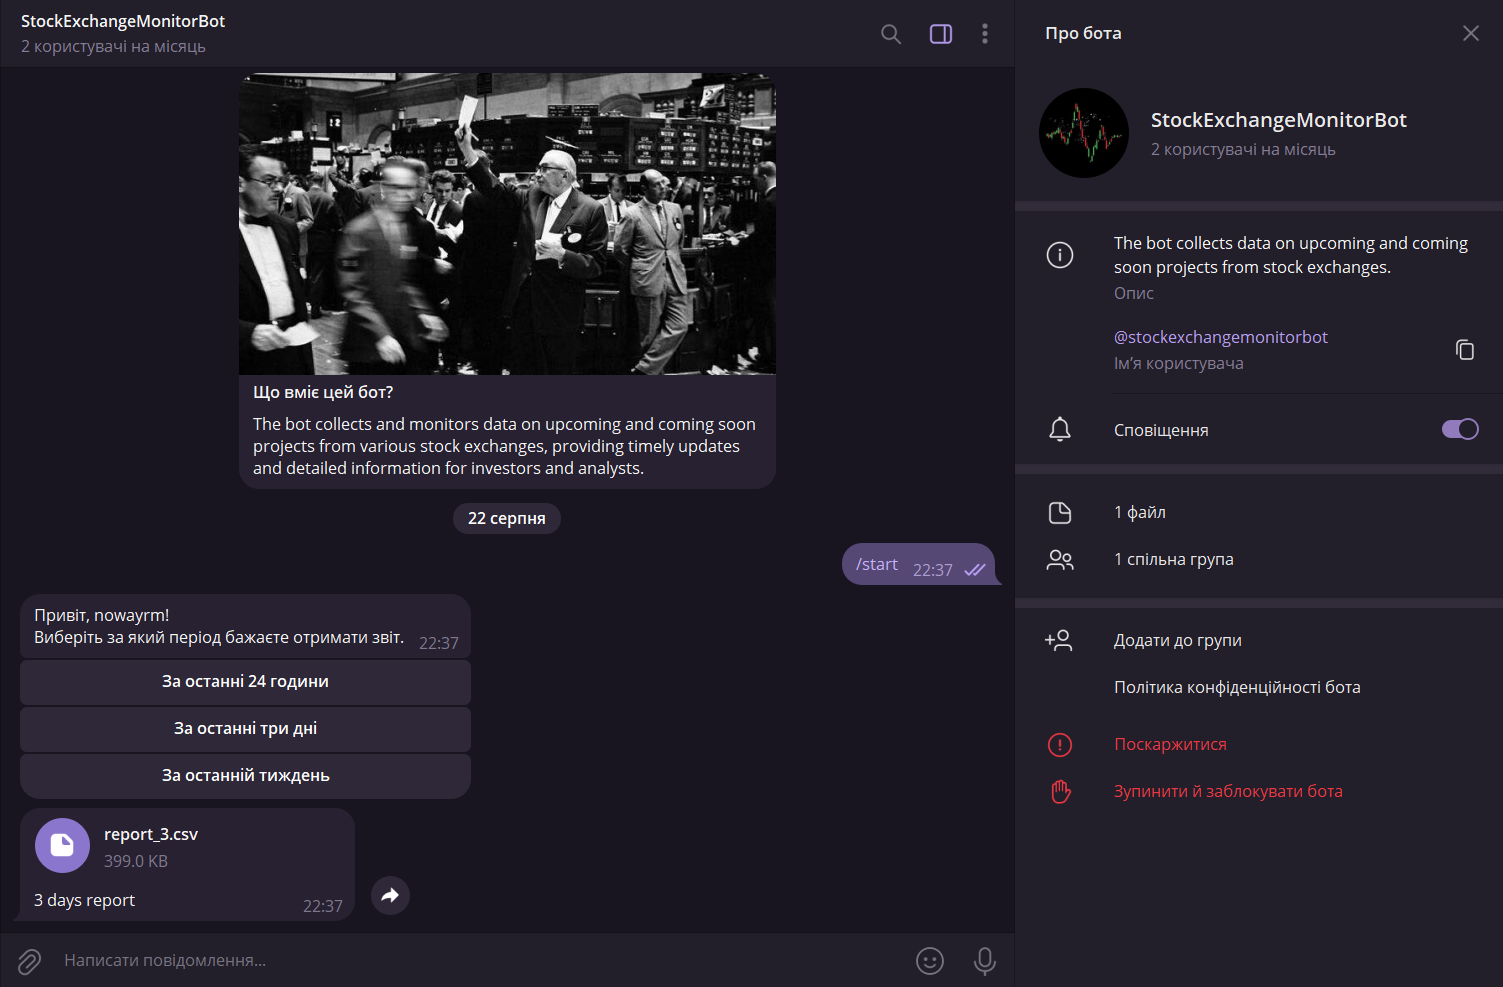 StockExchangeMonitorBot
2 користувачі на місяць
Що вміє цей бот?
The bot collects and monitors data on upcoming and coming soon
projects from various stock exchanges, providing timely updates
and detailed information for investors and analysts.
22 серпня
/start 22:37
Привіт, nowayrm!
Виберіть за який період бажаєте отримати звіт. 22:37
За останні 24 години
За останні три дні
За останній тиждень
report_3.csv
399.0 KB
3 days report 22:37
Написати повідомлення...
Про бота
StockExchangeMonitorBot
2 користувачі на місяць
The bot collects data on upcoming and coming
soon projects from stock exchanges.
Опис
@stockexchangemonitorbot
Ім’я користувача
Сповіщення
1 файл
1 спільна група
Додати до групи
Політика конфіденційності бота
Поскаржитися
Зупинити й заблокувати бота